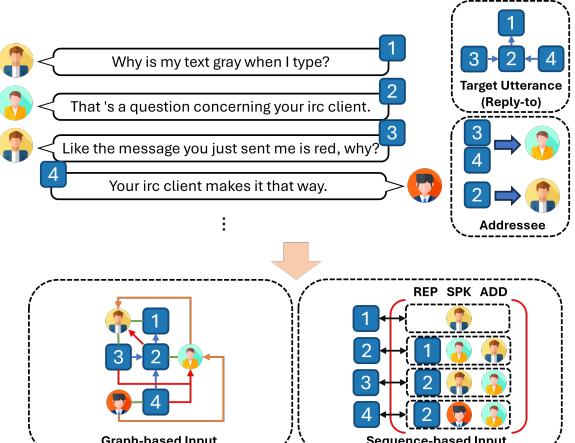 1
Why is my text gray when I type?
2
That 's a question concerning your irc client.
3
Like the message you just sent me is red, why?
4
Your irc client makes it that way.
⋮
1
3 2 4
Target Utterance
(Reply-to)
3
4
2
Addressee
1
3 2
4
Graph-based Input
REP SPK ADD
1
2 1
3 2
4 2
Sequence-based Input